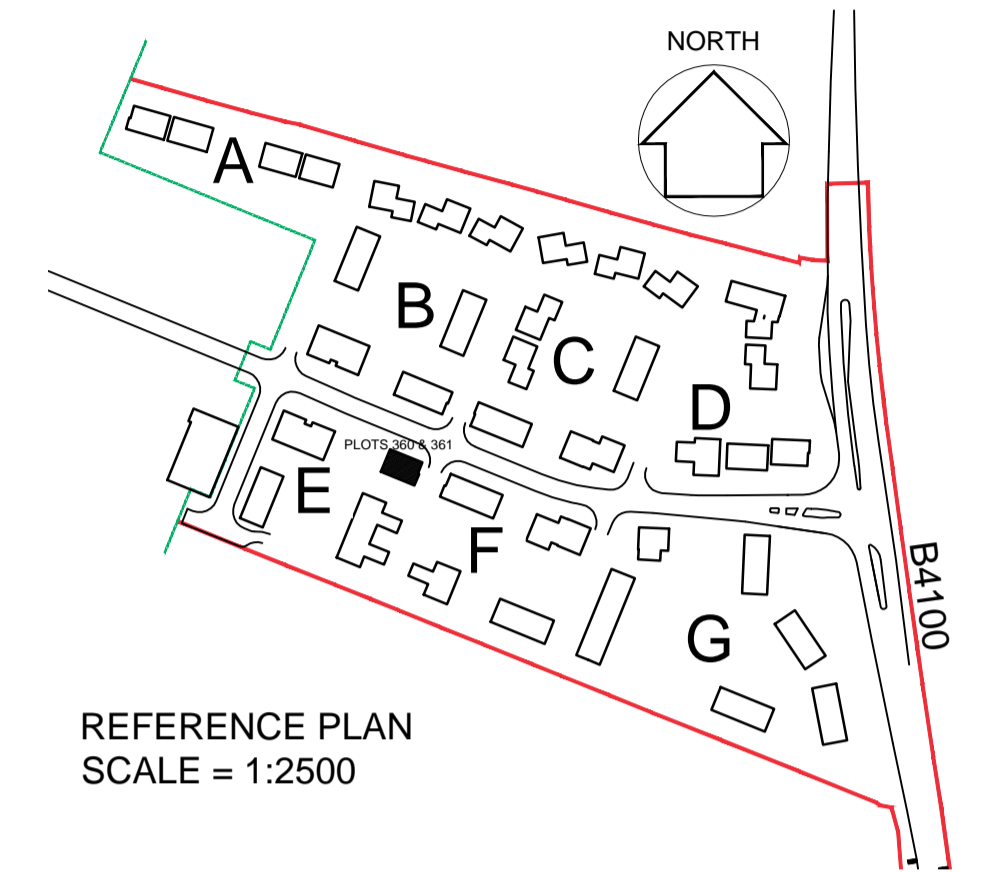 NORTH
A
B
C
D
PLOTS 360 & 361
E
F
B4100
G
REFERENCE PLAN
SCALE = 1:2500